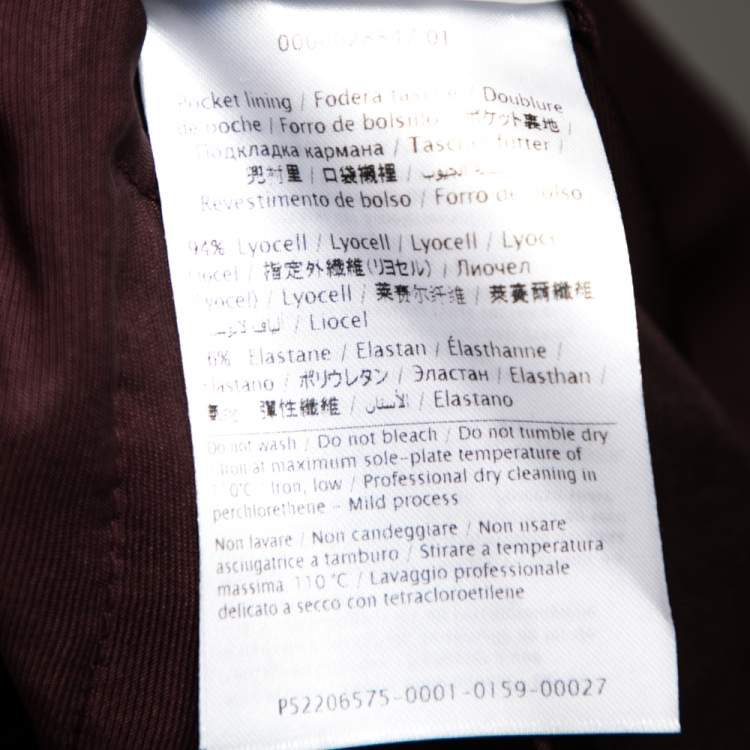 Pocket lining / Fodera / Doublure
de poche / Forro de bolsillo / ポケット裏地 /
Подкладка кармана / futter /
口袋襯裡 /
Revestimento de bolso / Forro de bolso
94% Lyocell / Lyocell / Lyocell /
Liocel / 指定外繊維(リヨセル) / Лиочел
(Lyocel) / Lyocell / 莱赛尔纤维 / 萊賽爾纖維
/ Liocel
6% Elastane / Elastan / Élasthanne /
Elastano / ポリウレタン / Эластан / Elasthan /
彈性纖維 / الأستان / Elastano
Do not wash / Do not bleach / Do not tumble dry
/ Iron at maximum sole-plate temperature of
110°C / Iron, low / Professional dry cleaning in
perchlorethene - Mild process
Non lavare / Non candeggiare / Non usare
asciugatrice a tamburo / Stirare a temperatura
massima 110 °C / Lavaggio professionale
delicato a secco con tetracloroetilene
P52206575-0001-0159-00027